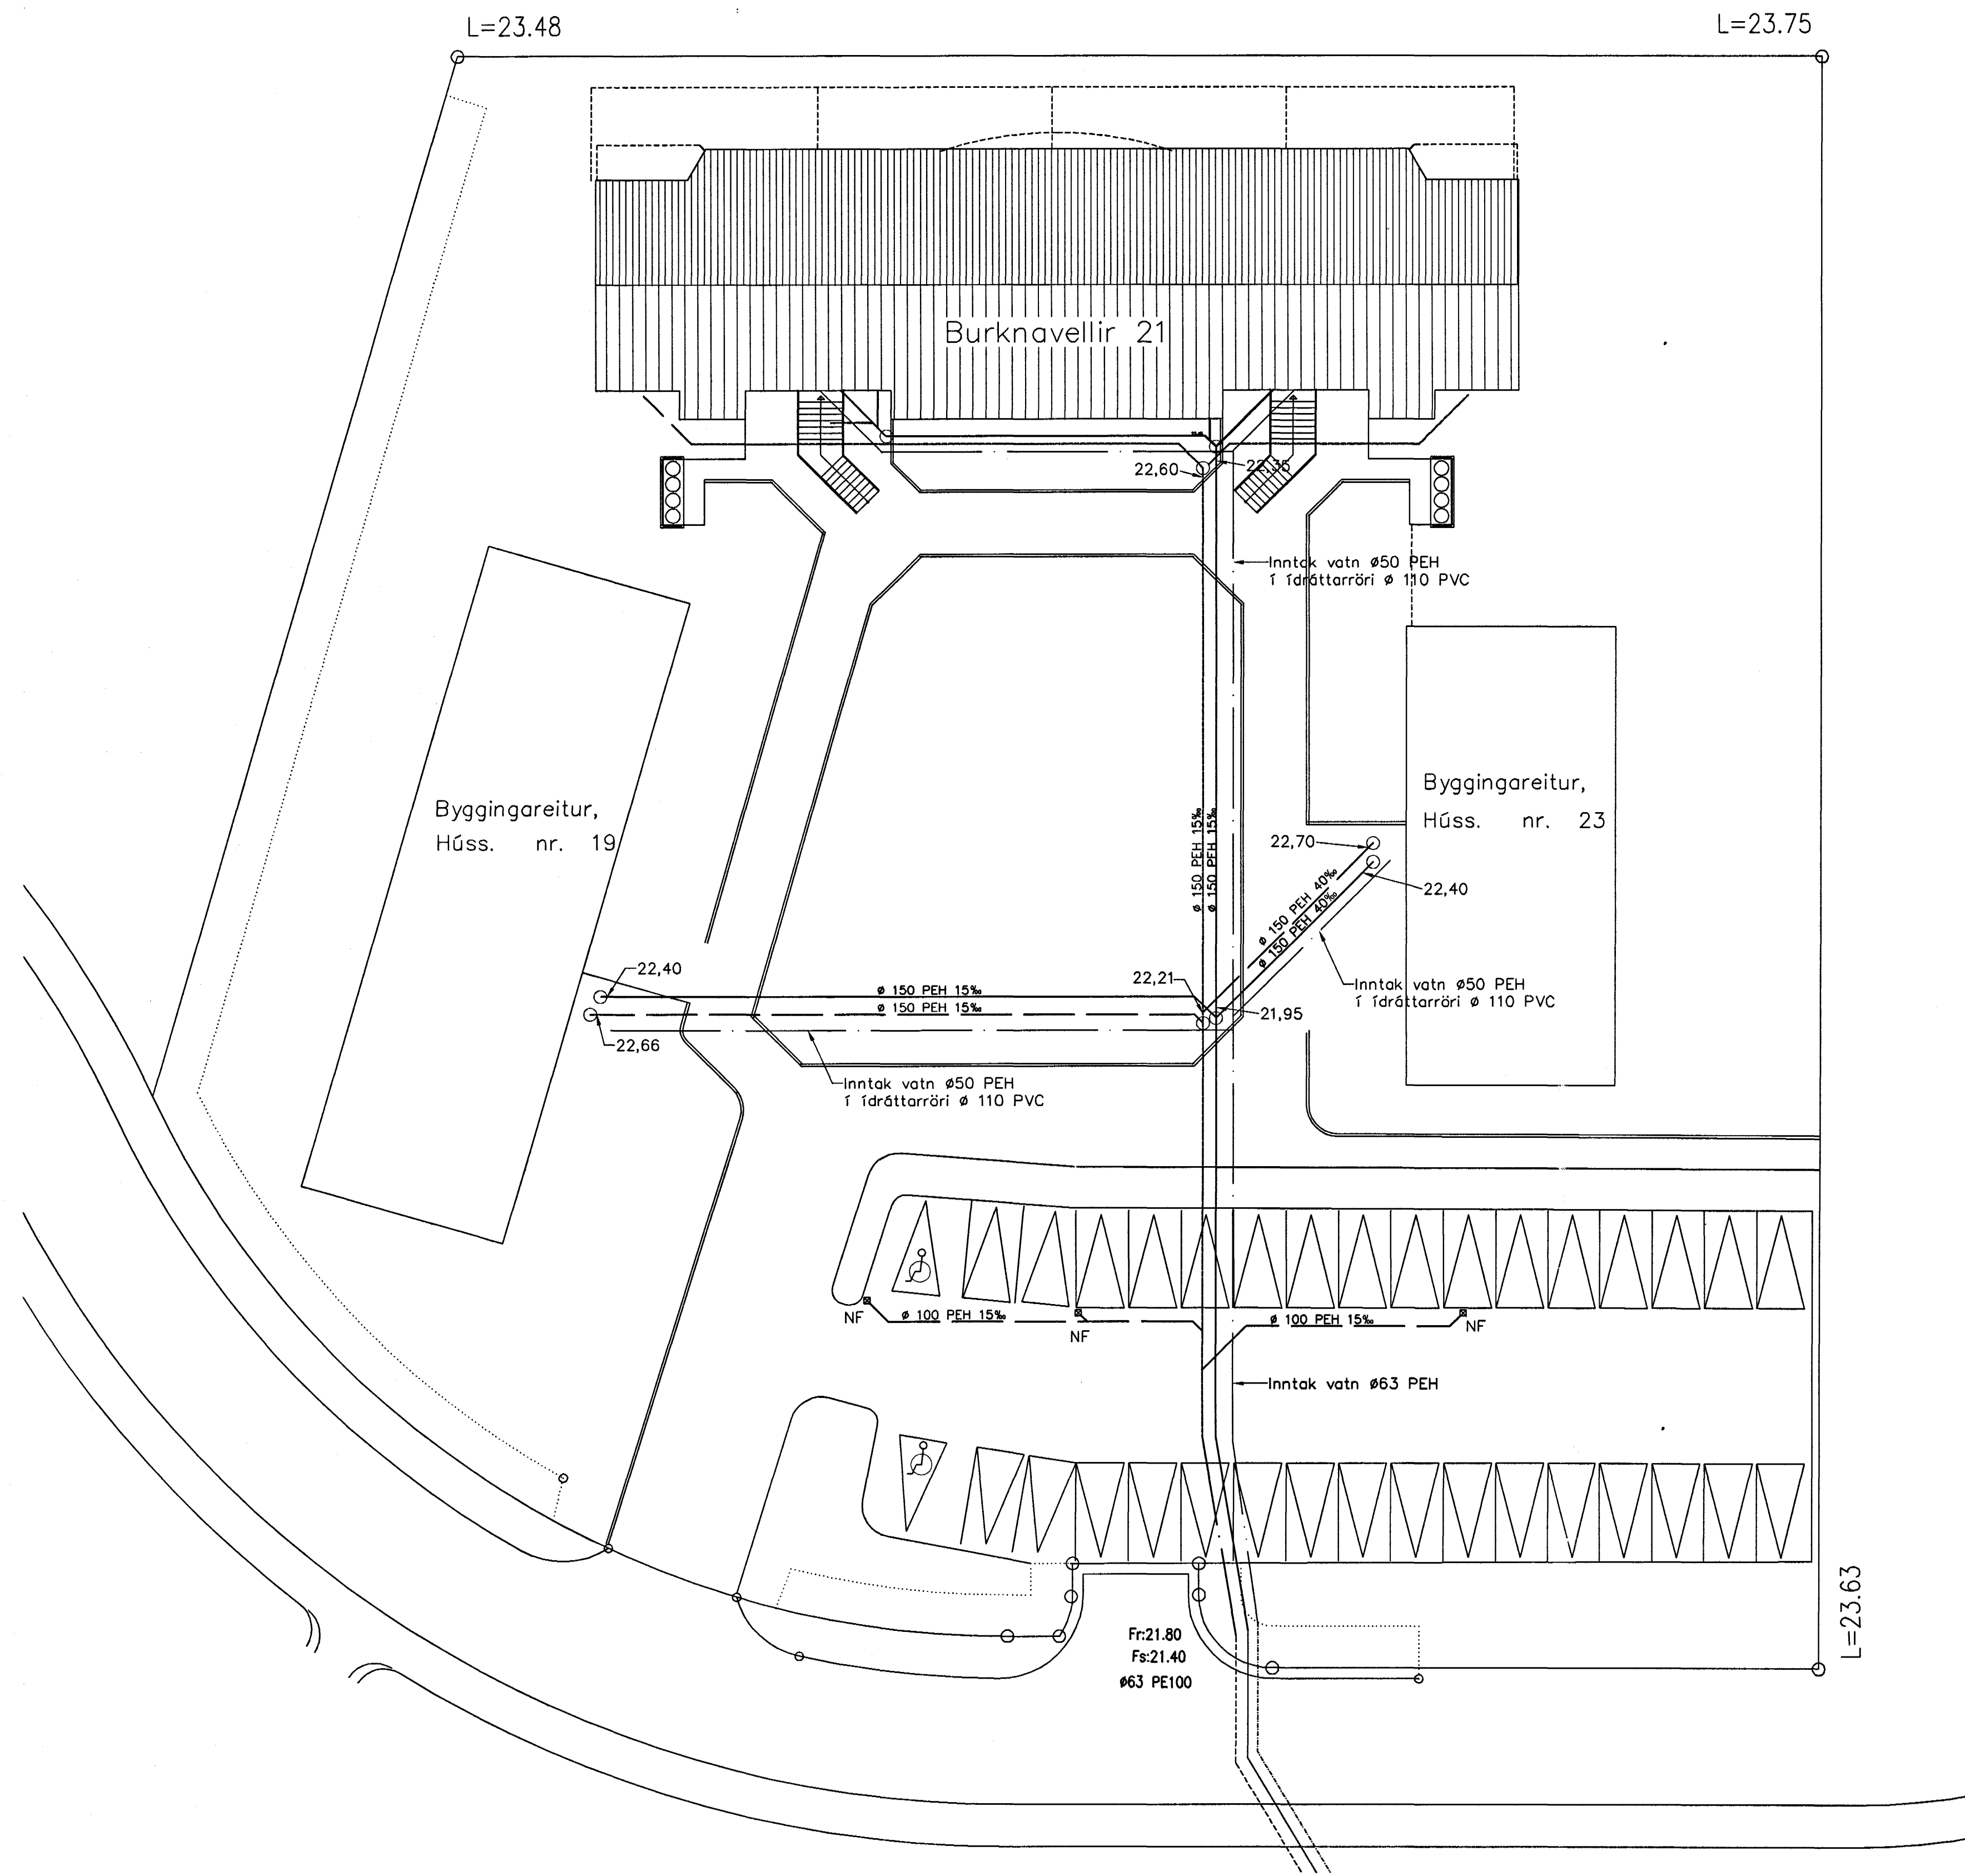 L=23.48
L=23.75
Burknavellir 21
22,60
22,35
Inntak vatn ø50 PEH
í ídráttarröri ø 110 PVC
Byggingareitur,
Húss. nr. 19
Byggingareitur,
Húss. nr. 23
ø 150 PEH 15‰
ø 150 PEH 15‰
22,70
22,40
ø 150 PEH 40‰
ø 150 PEH 40‰
22,40
22,66
ø 150 PEH 15‰
ø 150 PEH 15‰
22,21
21,95
Inntak vatn ø50 PEH
í ídráttarröri ø 110 PVC
Inntak vatn ø50 PEH
í ídráttarröri ø 110 PVC
NF
ø 100 PEH 15‰
NF
ø 100 PEH 15‰
NF
Inntak vatn ø63 PEH
Fr:21.80
Fs:21.40
ø63 PE100
L=23.63